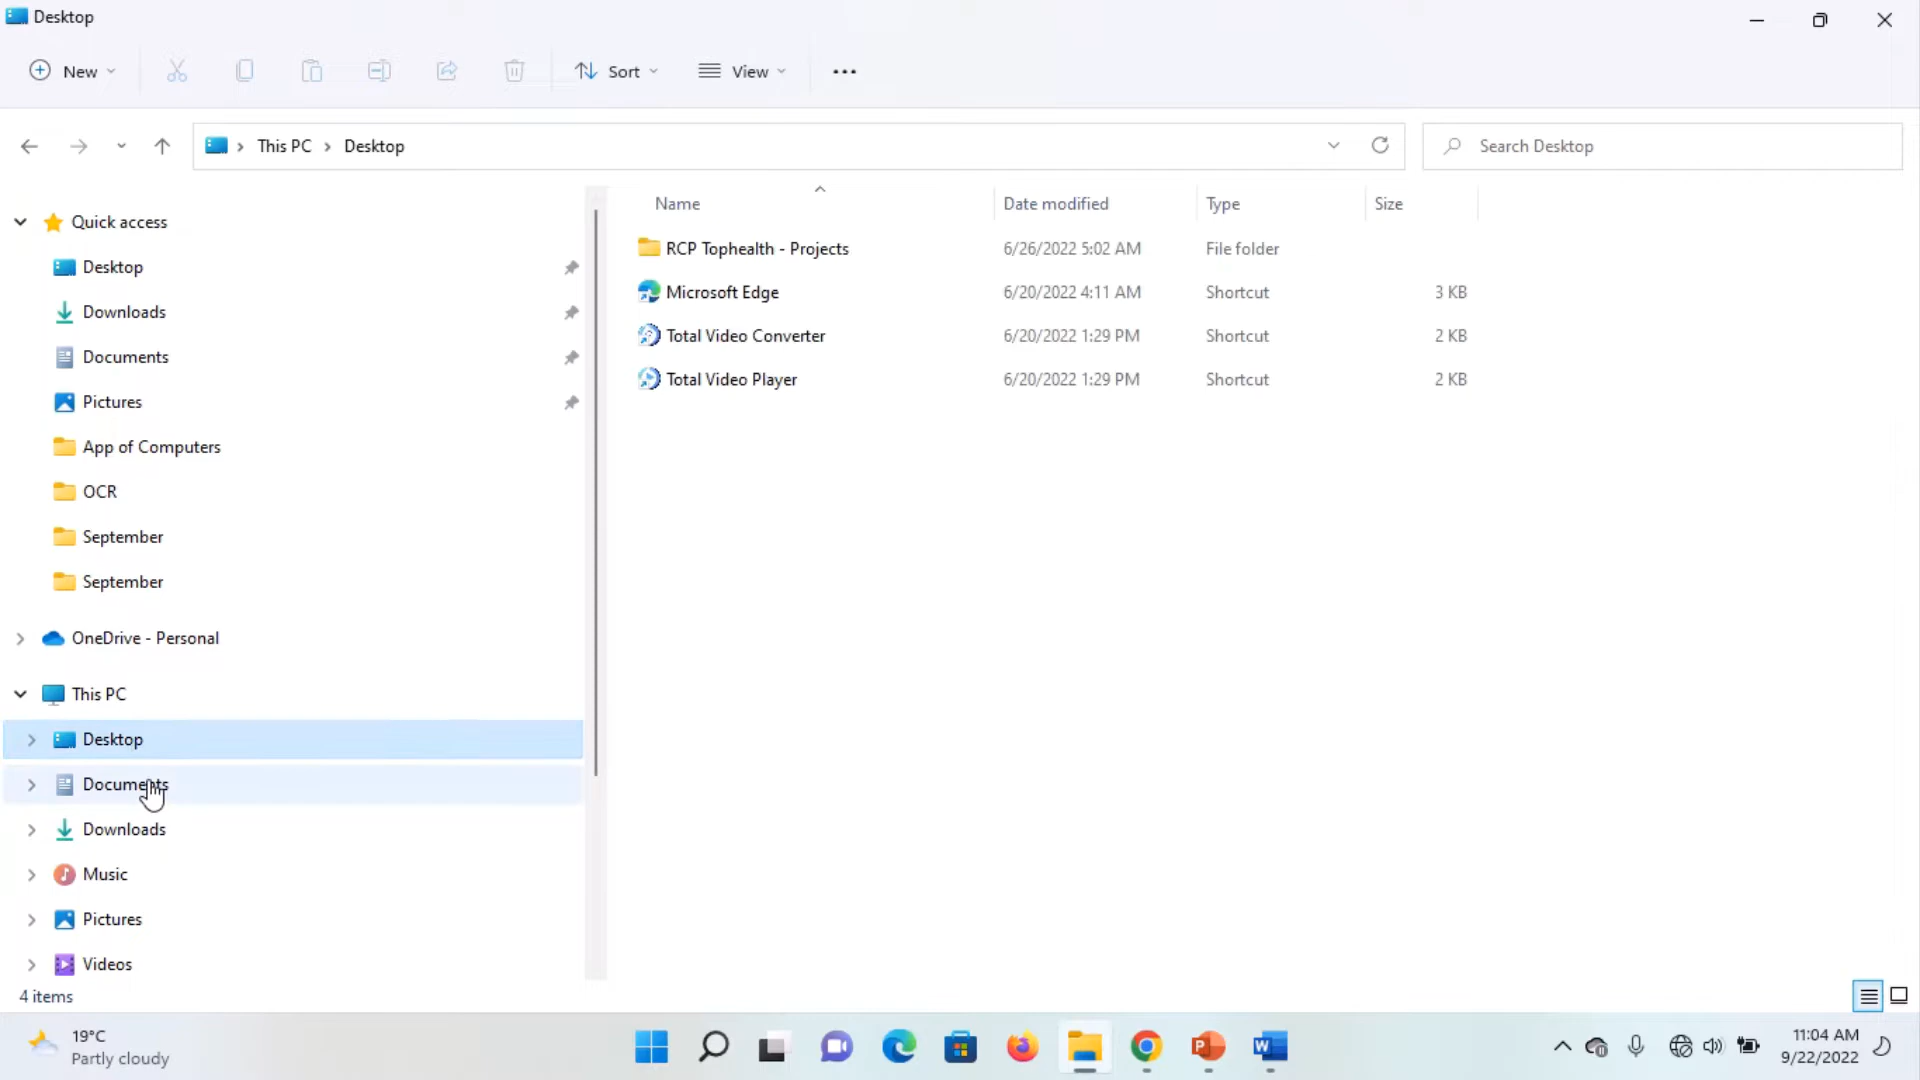 Desktop
New
Sort
View
This PC
Desktop
Search Desktop
Quick access
Desktop
Downloads
Documents
Pictures
App of Computers
OCR
September
September
OneDrive - Personal
This PC
Desktop
Documents
Downloads
Music
Pictures
Videos
4 items
Name Date modified Type Size
RCP Tophealth - Projects 6/26/2022 5:02 AM File folder
Microsoft Edge 6/20/2022 4:11 AM Shortcut 3 KB
Total Video Converter 6/20/2022 1:29 PM Shortcut 2 KB
Total Video Player 6/20/2022 1:29 PM Shortcut 2 KB
19°C
Partly cloudy
11:04 AM
9/22/2022